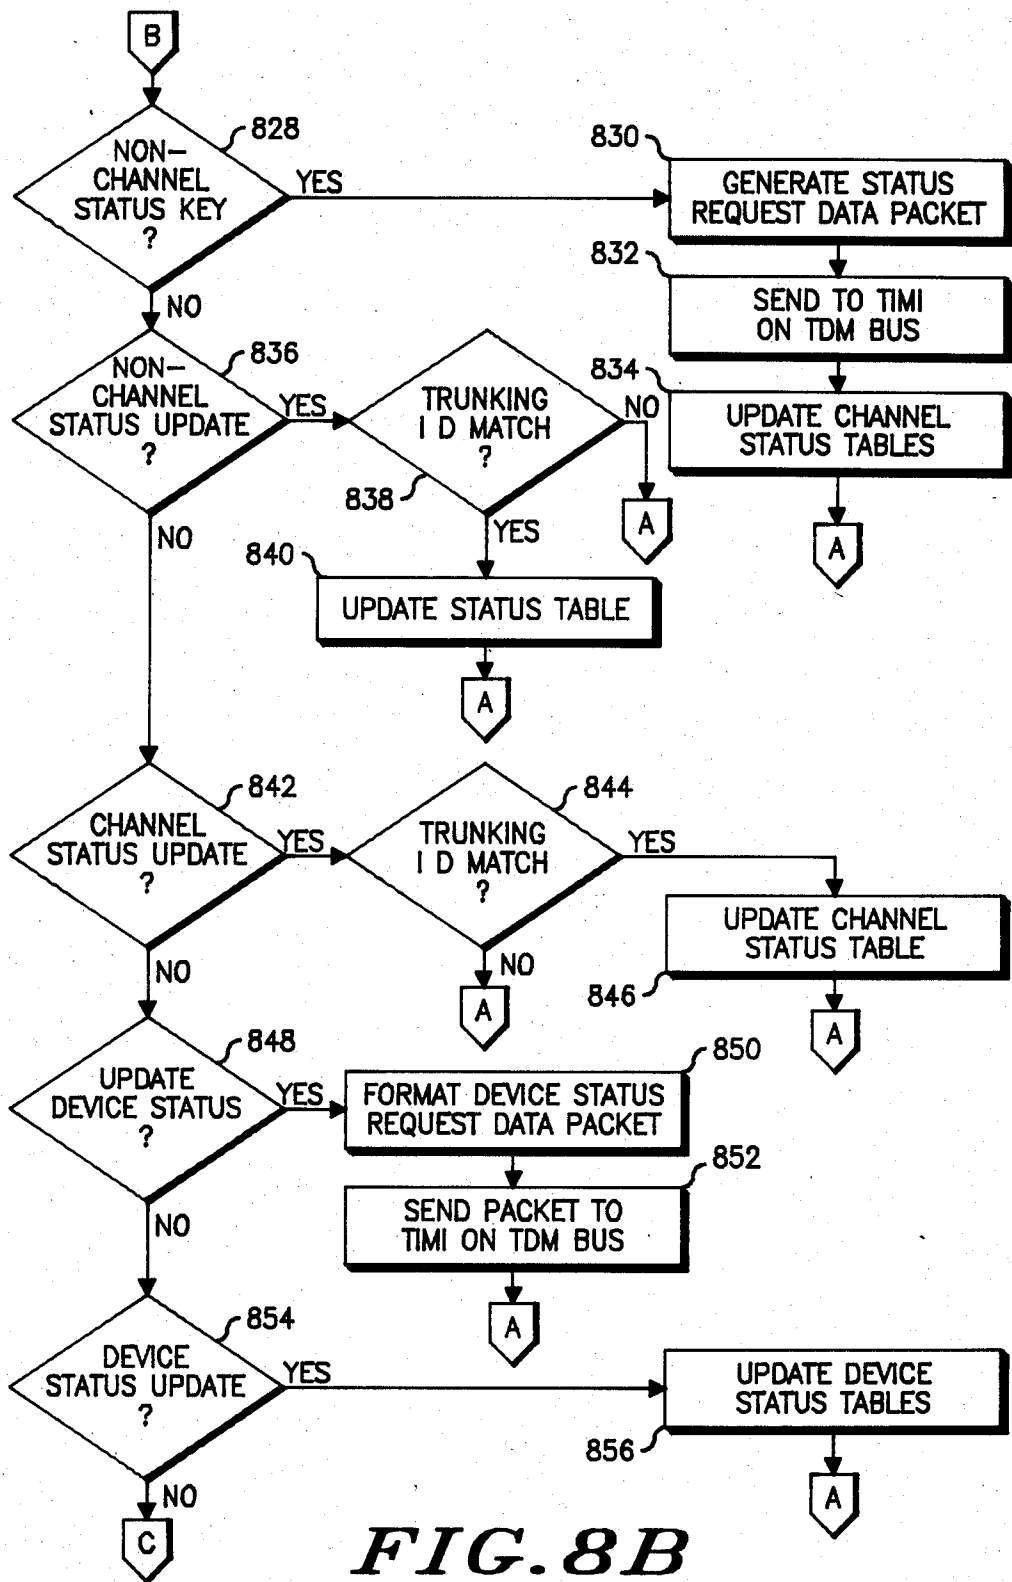 B
828
NON-
CHANNEL
STATUS KEY
?
YES
NO
830
GENERATE STATUS
REQUEST DATA PACKET
832
SEND TO TIMI
ON TDM BUS
834
UPDATE CHANNEL
STATUS TABLES
A
836
NON-
CHANNEL
STATUS UPDATE
?
YES
NO
TRUNKING
I D MATCH
?
838
NO
A
YES
840
UPDATE STATUS TABLE
A
842
CHANNEL
STATUS UPDATE
?
YES
NO
844
TRUNKING
I D MATCH
?
YES
NO
A
UPDATE CHANNEL
STATUS TABLE
846
A
848
UPDATE
DEVICE STATUS
?
YES
NO
850
FORMAT DEVICE STATUS
REQUEST DATA PACKET
852
SEND PACKET TO
TIMI ON TDM BUS
A
854
DEVICE
STATUS UPDATE
?
YES
NO
UPDATE DEVICE
STATUS TABLES
856
A
C
FIG.8B